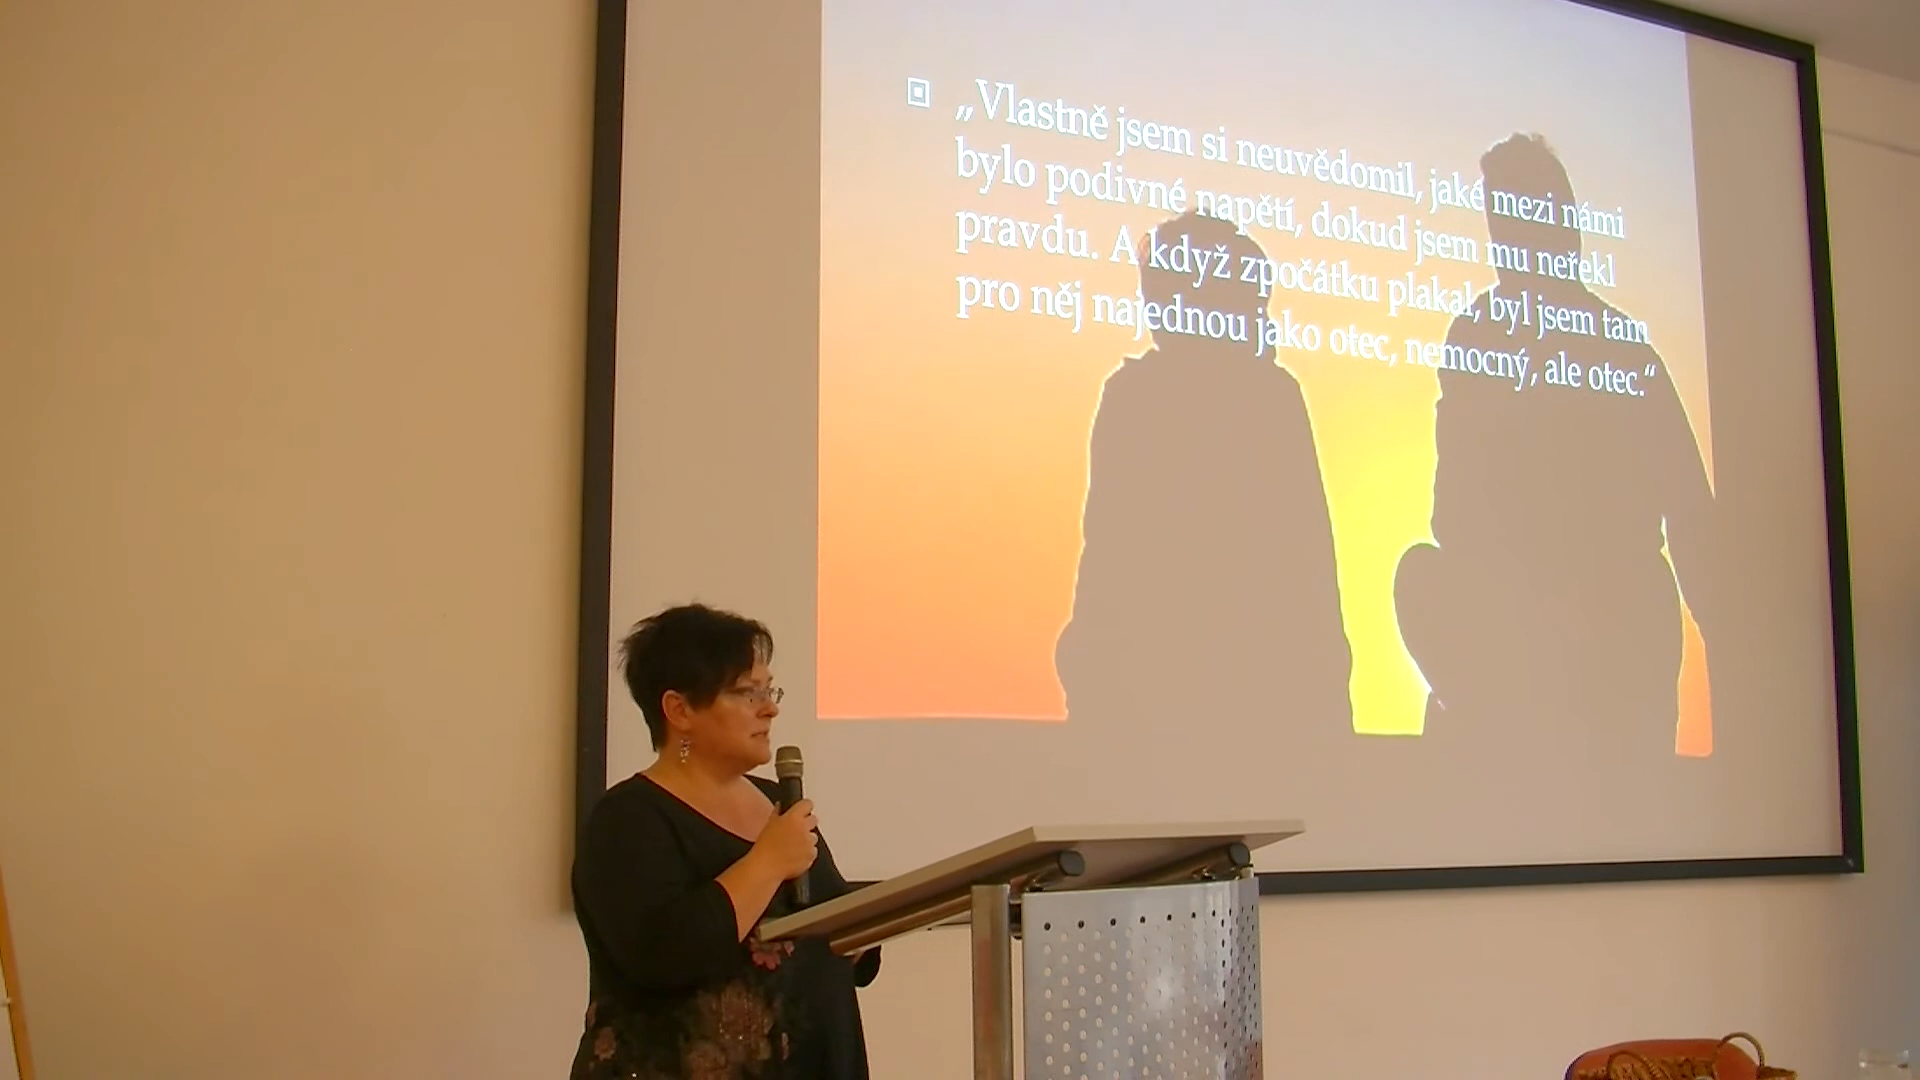 „Vlastně jsem si neuvědomil, jaké mezi námi
bylo podivné napětí, dokud jsem mu neřekl
pravdu. A když zpočátku plakal, byl jsem tam
pro něj najednou jako otec, nemocný, ale otec.“